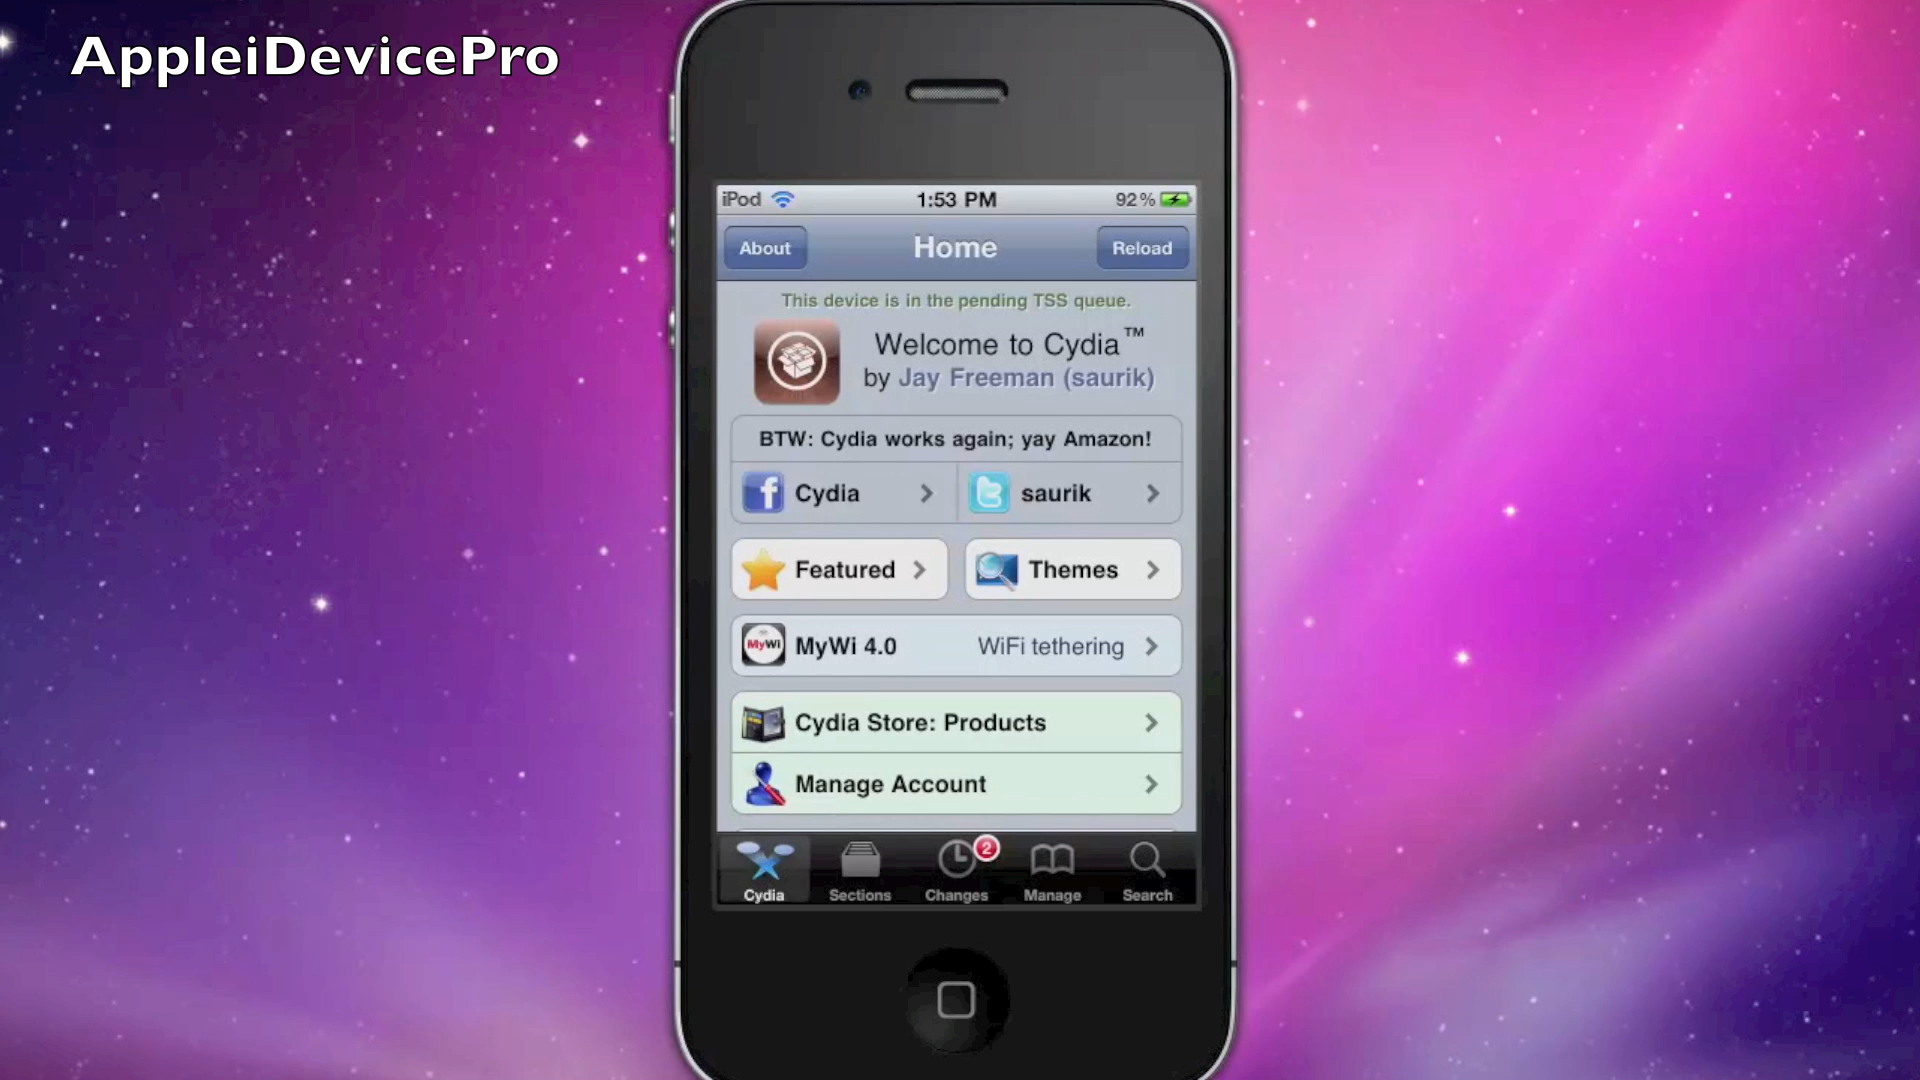 AppleiDevicePro
iPod 1:53 PM 92%
About Home Reload
This device is in the pending TSS queue.
Welcome to Cydia™
by Jay Freeman (saurik)
BTW: Cydia works again; yay Amazon!
Cydia saurik
Featured Themes
MyWi MyWi 4.0 WiFi tethering
Cydia Store: Products
Manage Account
2
Cydia Sections Changes Manage Search